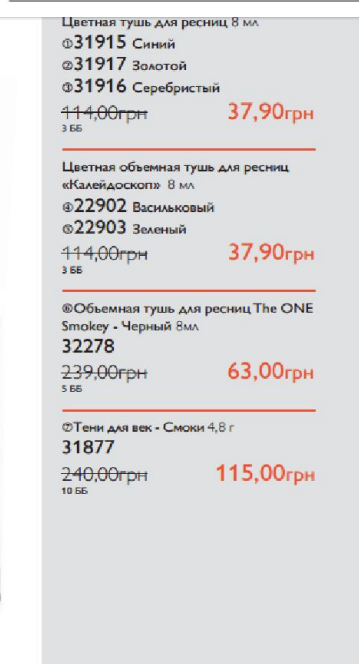 Цветная тушь для ресниц 8 мл
①31915 Синий
②31917 Золотой
③31916 Серебристый
114,00грн 37,90грн
3 ББ
Цветная объемная тушь для ресниц
«Калейдоскоп» 8 мл
④22902 Васильковый
⑤22903 Зеленый
114,00грн 37,90грн
3 ББ
⑥Объемная тушь для ресниц The ONE
Smokey - Черный 8мл
32278
239,00грн 63,00грн
5 ББ
⑦Тени для век - Смоки 4,8 г
31877
240,00грн 115,00грн
10 ББ